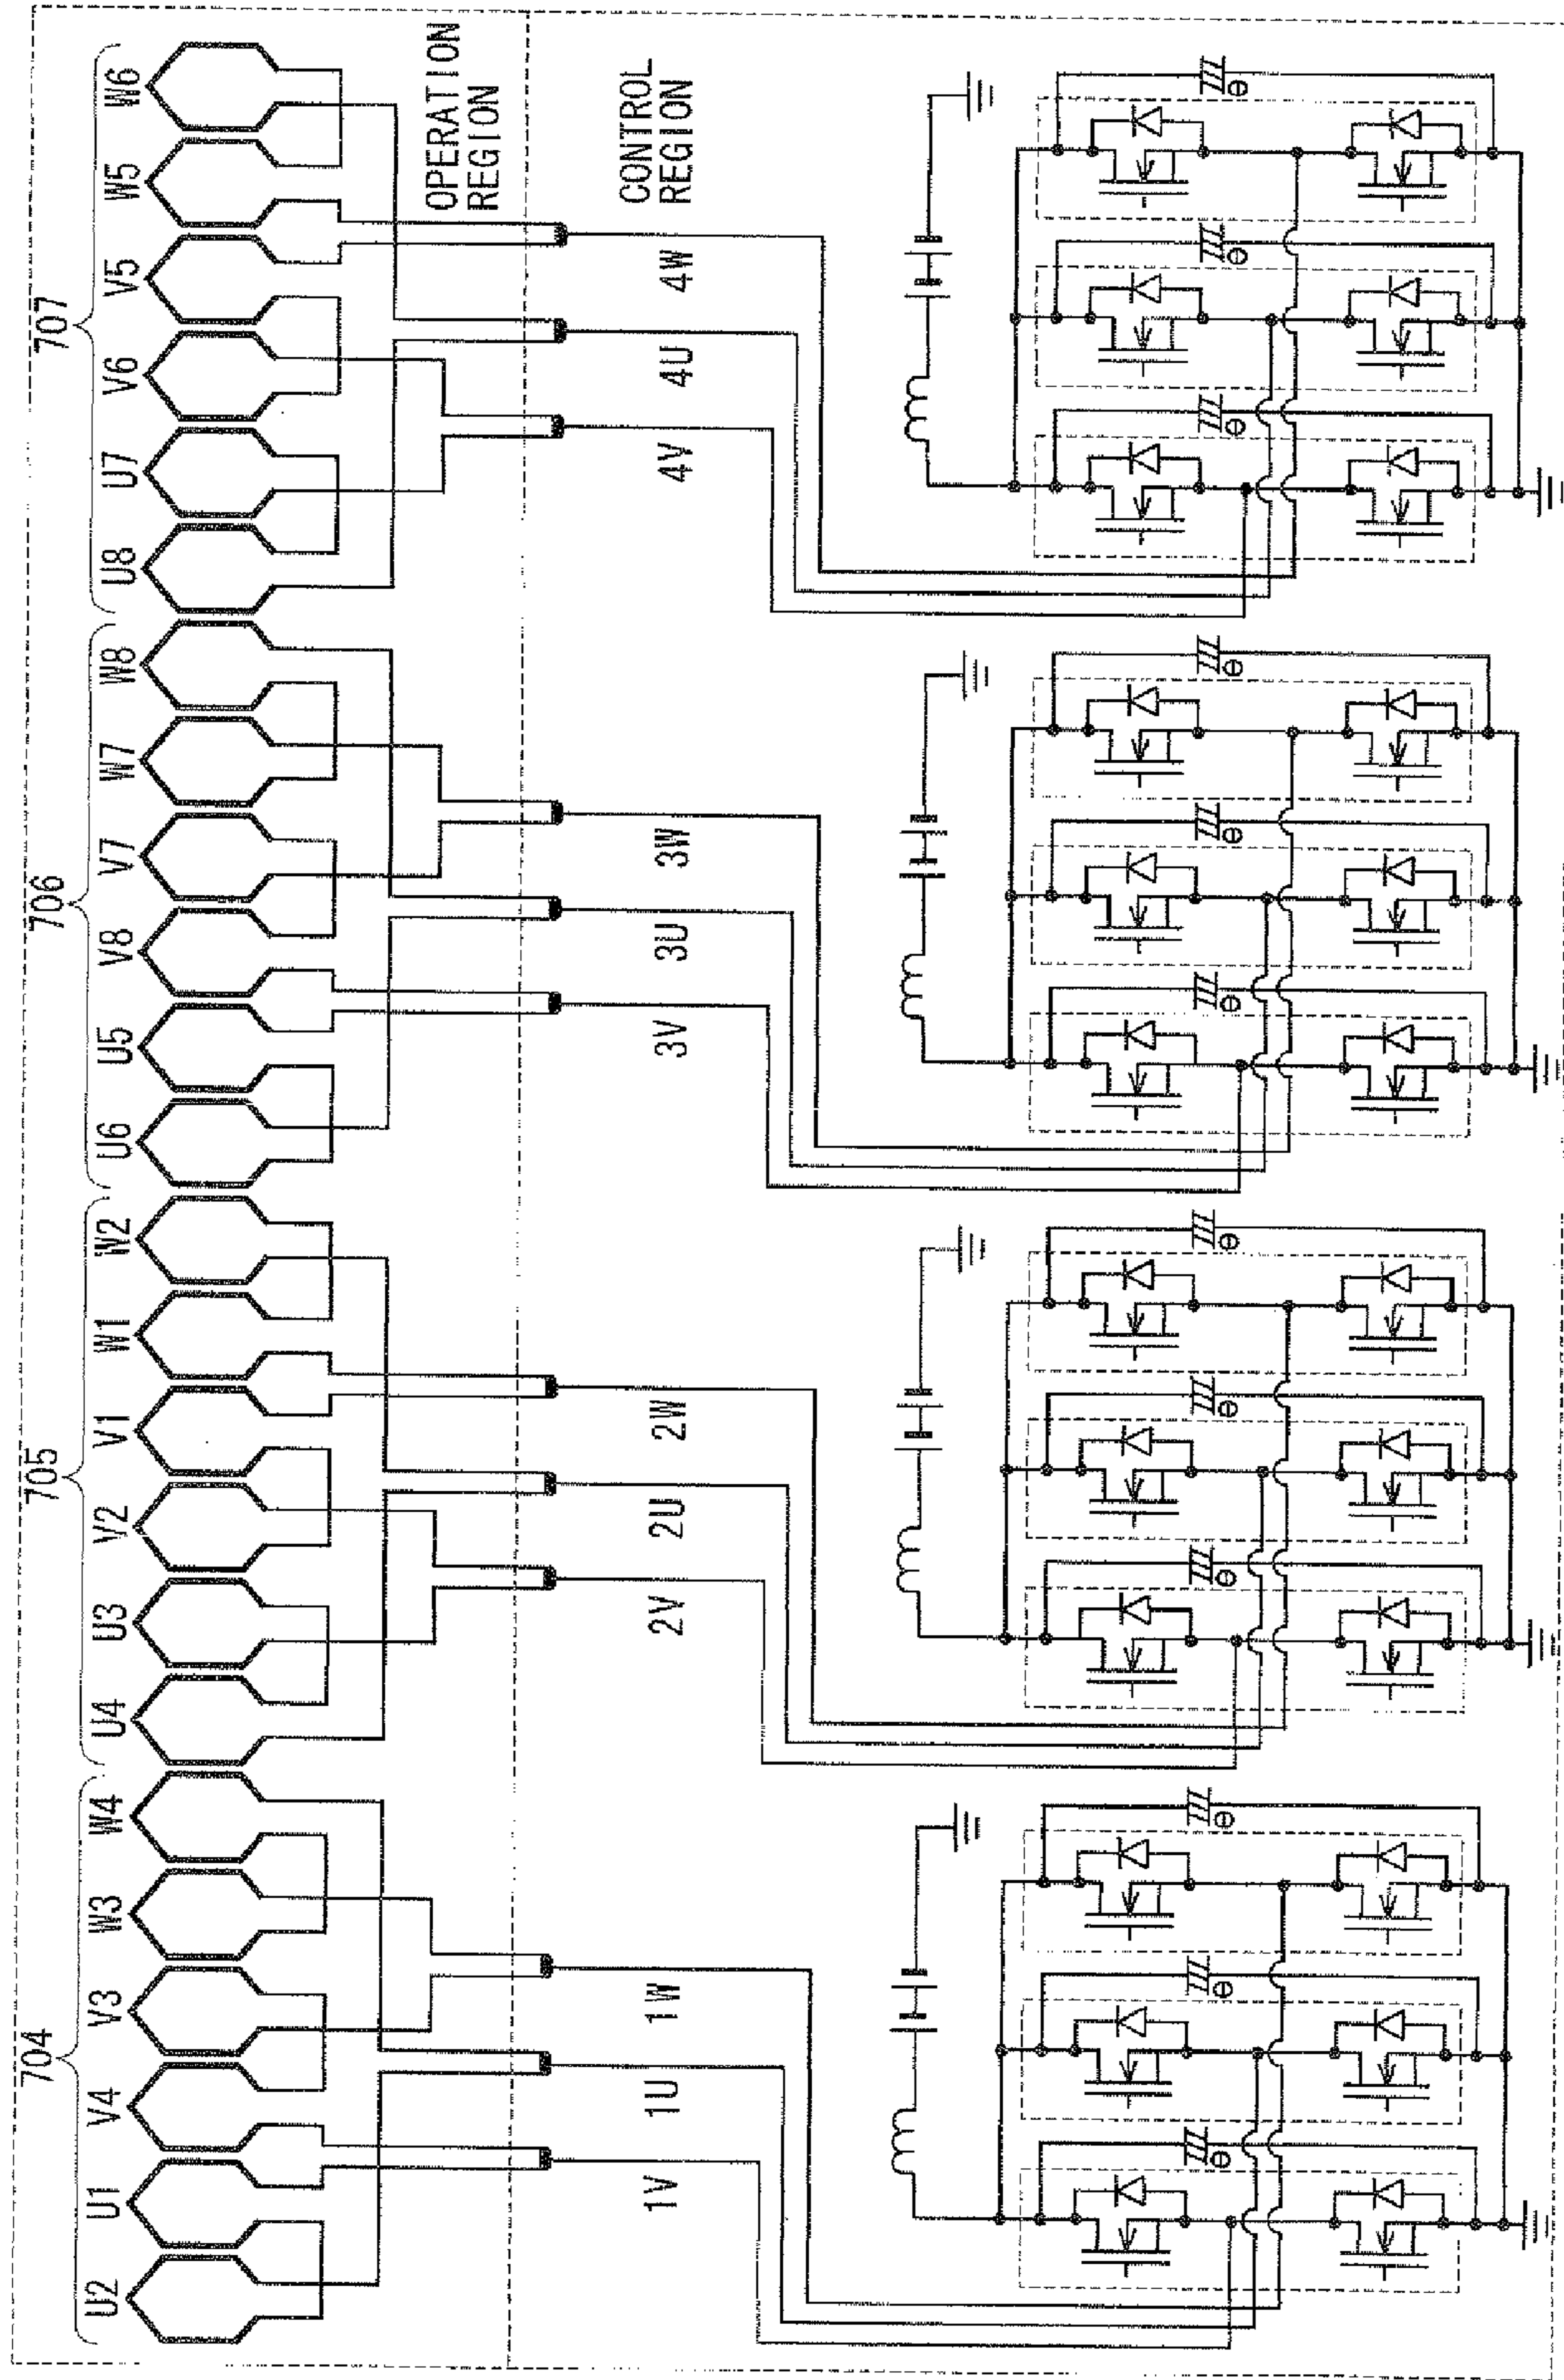 704
705
706
707
U2
U1
V4
V3
W3
W4
U4
U3
V2
V1
W1
W2
U6
U5
V8
V7
W7
W8
U8
U7
V6
V5
W5
W6
OPERATION
REGION
CONTROL
REGION
1V
1U
1W
2V
2U
2W
3V
3U
3W
4V
4U
4W